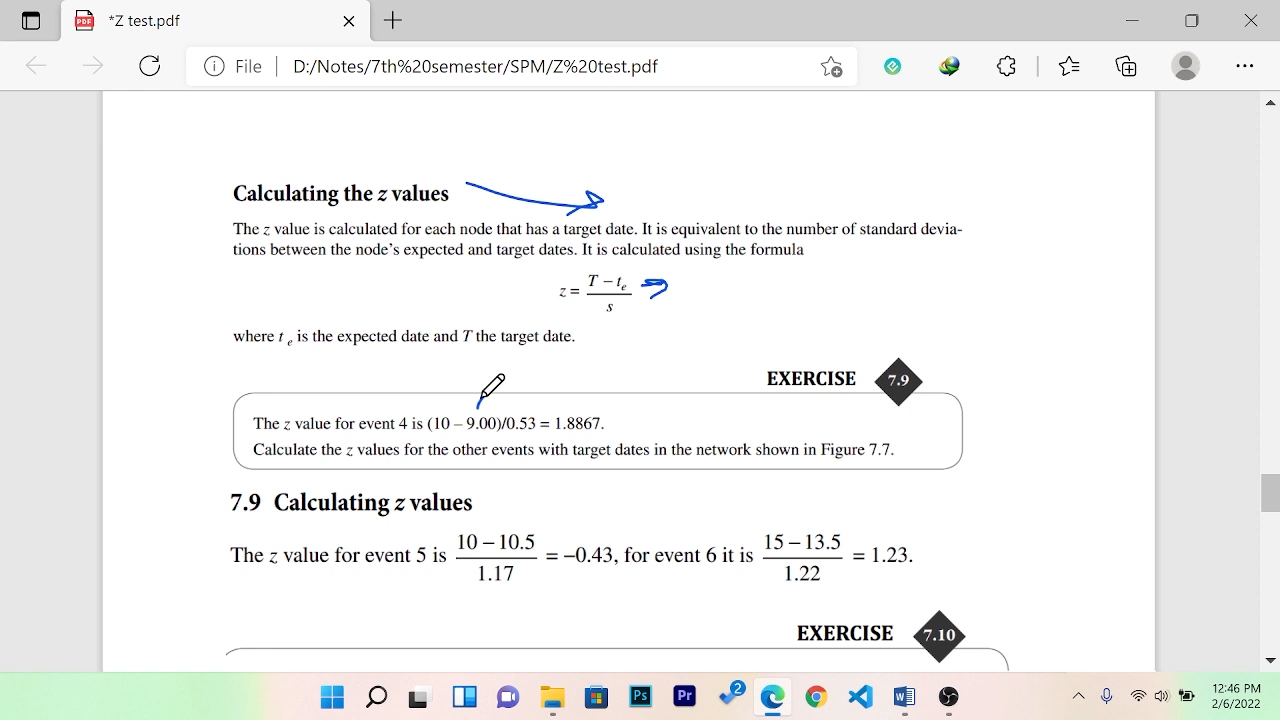 *Z test.pdf
PDF
File | D:/Notes/7th%20semester/SPM/Z%20test.pdf
Calculating the z values
The z value is calculated for each node that has a target date. It is equivalent to the number of standard devia-
tions between the node's expected and target dates. It is calculated using the formula
z = (T – te) / s
where t e is the expected date and T the target date.
EXERCISE 7.9
The z value for event 4 is (10 – 9.00)/0.53 = 1.8867.
Calculate the z values for the other events with target dates in the network shown in Figure 7.7.
7.9 Calculating z values
The z value for event 5 is (10 – 10.5) / 1.17 = –0.43, for event 6 it is (15 – 13.5) / 1.22 = 1.23.
EXERCISE 7.10
Ps
Pr
2
12:46 PM
2/6/2022